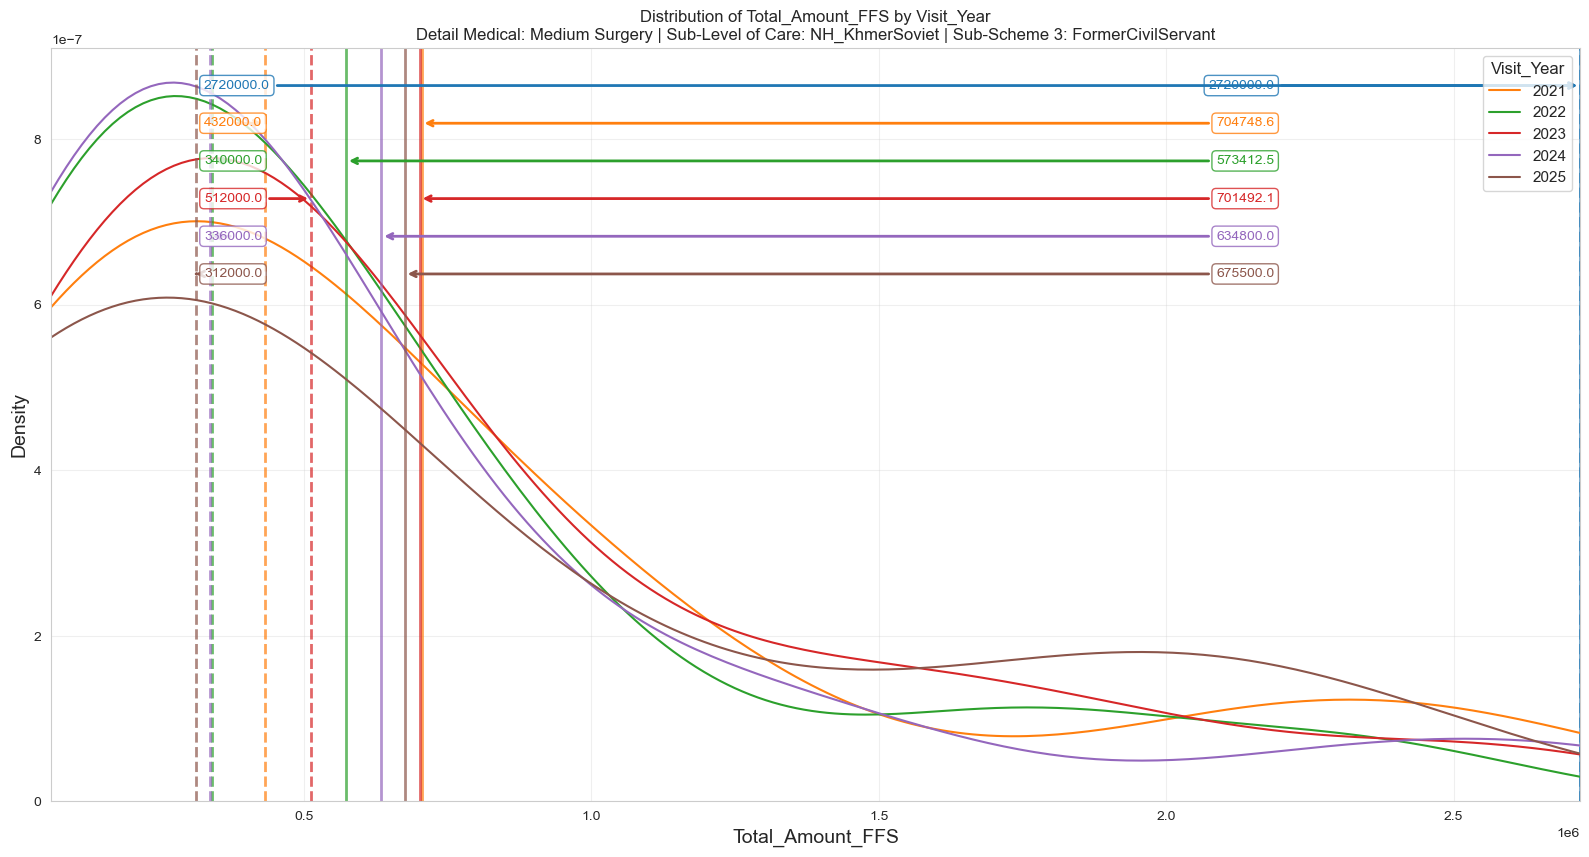 Distribution of Total_Amount_FFS by Visit_Year
Detail Medical: Medium Surgery | Sub-Level of Care: NH_KhmerSoviet | Sub-Scheme 3: FormerCivilServant
1e−7
Visit_Year
2021
2022
2023
2024
2025
2720000.0 2720000.0
432000.0 704748.6
340000.0 573412.5
512000.0 701492.1
336000.0 634800.0
312000.0 675500.0
8
6
4
2
0
Density
0.5 1.0 1.5 2.0 2.5
1e6
Total_Amount_FFS